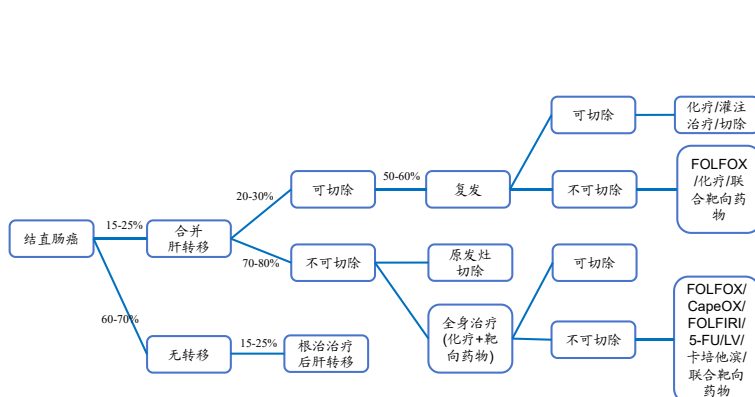 可切除
化疗/灌注
治疗/切除
50-60%
FOLFOX
/化疗/联
合靶向药
物
20-30%
可切除
复发
不可切除
15-25%
结直肠癌
合并
肝转移
70-80%
不可切除
原发灶
切除
可切除
60-70%
全身治疗
(化疗+靶
向药物)
FOLFOX/
CapeOX/
FOLFIRI/
5-FU/LV/
卡培他滨/
联合靶向
药物
不可切除
无转移
15-25%
根治治疗
后肝转移